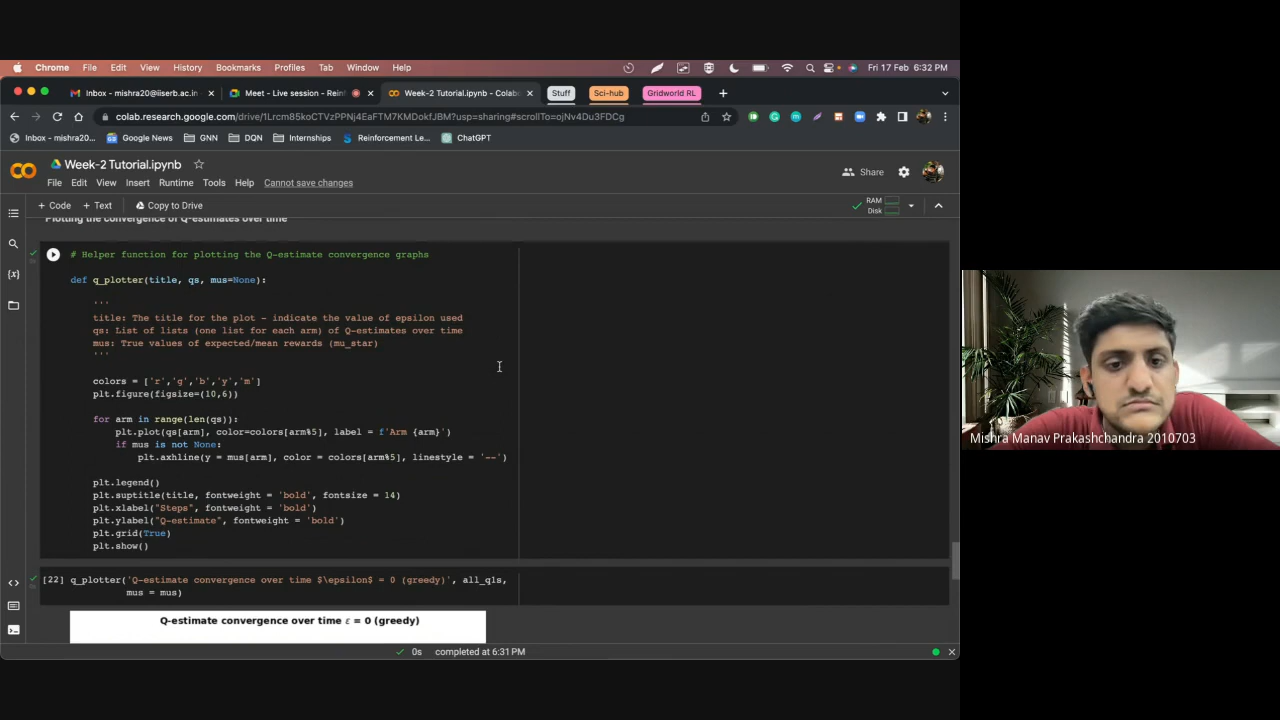 Chrome File Edit View History Bookmarks Profiles Tab Window Help Fri 17 Feb 6:32 PM
Inbox - mishra20@iiserb.ac.in Meet - Live session - Rein Week-2 Tutorial.ipynb - Colab Stuff Sci-hub Gridworld RL
colab.research.google.com/drive/1Lrcm85koCTVzPPNj4EaFTM7KMDokfJBM?usp=sharing#scrollTo=ojNv4Du3FDCg
Inbox - mishra20... Google News GNN DQN Internships Reinforcement Le... ChatGPT
Week-2 Tutorial.ipynb
Share
File Edit View Insert Runtime Tools Help Cannot save changes
+ Code + Text Copy to Drive
RAM
Disk
Plotting the convergence of Q-estimates over time
# Helper function for plotting the Q-estimate convergence graphs
def q_plotter(title, qs, mus=None):
'''
title: The title for the plot - indicate the value of epsilon used
qs: List of lists (one list for each arm) of Q-estimates over time
mus: True values of expected/mean rewards (mu_star)
'''
colors = ['r','g','b','y','m']
plt.figure(figsize=(10,6))
for arm in range(len(qs)):
plt.plot(qs[arm], color=colors[arm%5], label = f'Arm {arm}')
if mus is not None:
plt.axhline(y = mus[arm], color = colors[arm%5], linestyle = '--')
plt.legend()
plt.suptitle(title, fontweight = 'bold', fontsize = 14)
plt.xlabel("Steps", fontweight = 'bold')
plt.ylabel("Q-estimate", fontweight = 'bold')
plt.grid(True)
plt.show()
[22] q_plotter('Q-estimate convergence over time $\epsilon$ = 0 (greedy)', all_q1s,
mus = mus)
Q-estimate convergence over time ε = 0 (greedy)
0s completed at 6:31 PM
Mishra Manav Prakashchandra 2010703